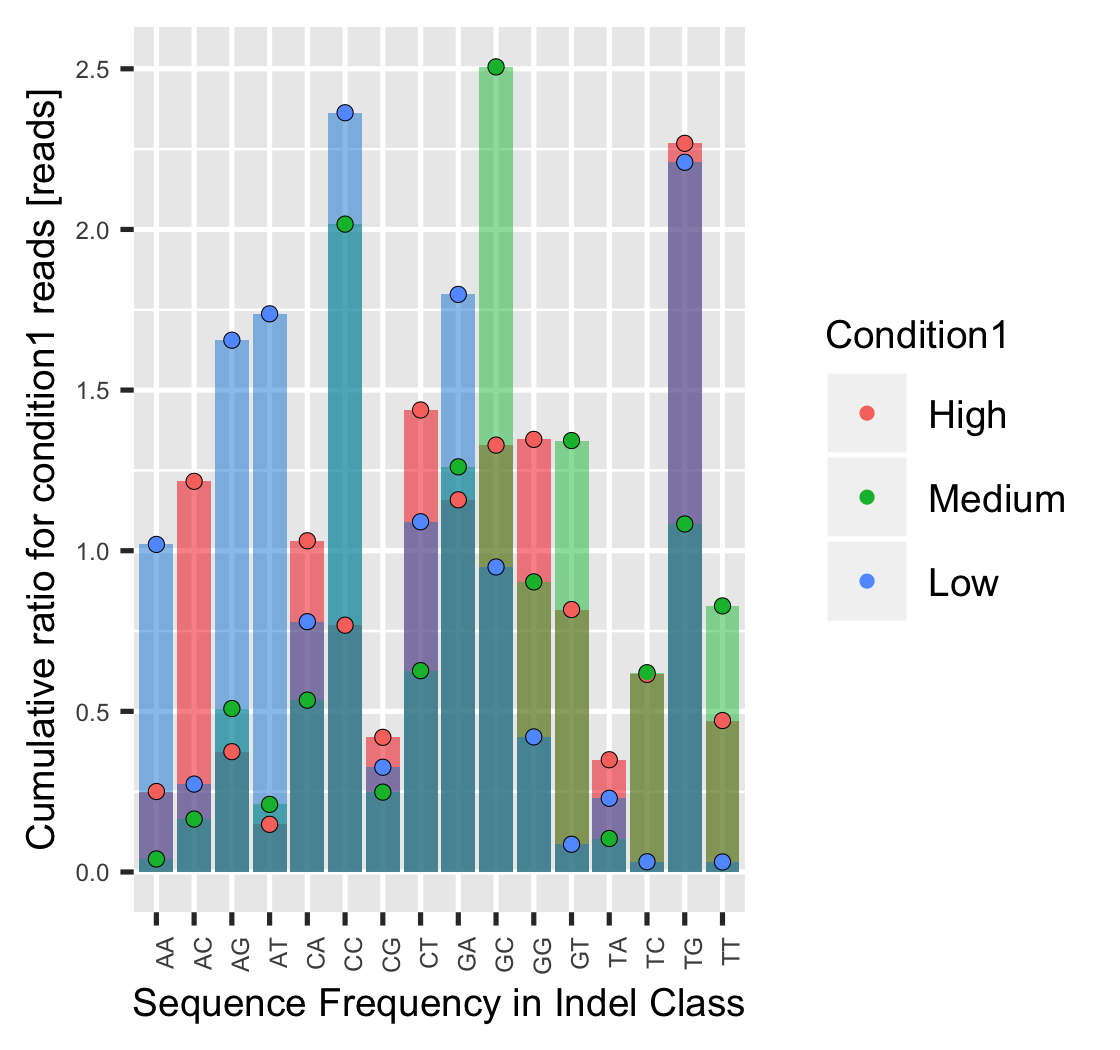 Cumulative ratio for condition1 reads [reads]
2.5
2.0
1.5
1.0
0.5
0.0
AA AC AG AT CA CC CG CT GA GC GG GT TA TC TG TT
Sequence Frequency in Indel Class
Condition1
High
Medium
Low